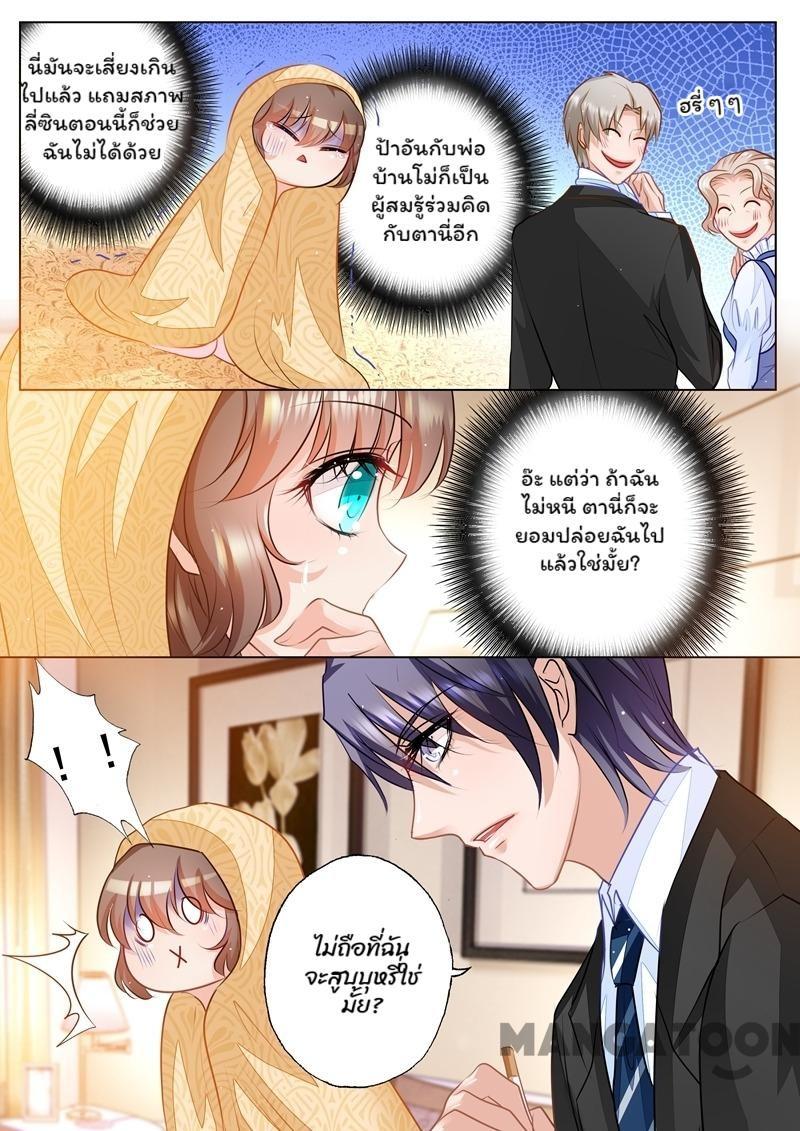 นี่มันจะเสี่ยงเกิน
ไปแล้ว แถมสภาพ
ลี่ซินตอนนี้ก็ช่วย
ฉันไม่ได้ด้วย
ป้าอันกับพ่อ
บ้านโม่ก็เป็น
ผู้สมรู้ร่วมคิด
กับตานี่อีก
ฮรี่ ๆ ๆ
อ๊ะ แต่ว่า ถ้าฉัน
ไม่หนี ตานี่ก็จะ
ยอมปล่อยฉันไป
แล้วใช่มั้ย?
! !
ไม่ถือที่ฉัน
จะสูบบุหรี่ใช่
มั้ย?
MANGATOON